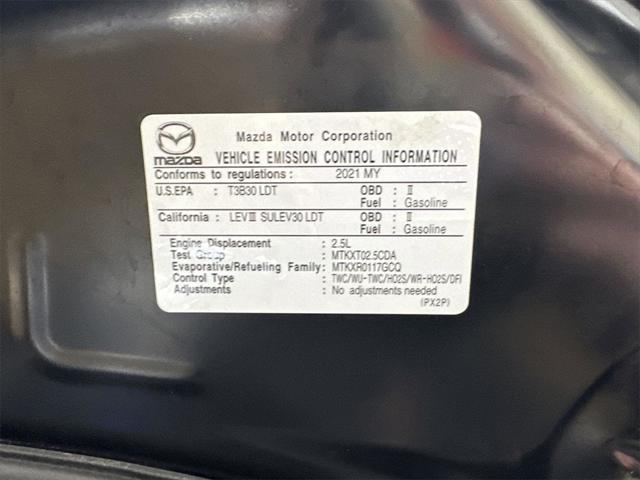 mazda
Mazda Motor Corporation
VEHICLE EMISSION CONTROL INFORMATION
Conforms to regulations : 2021 MY
U.S.EPA : T3B30 LDT OBD : II
Fuel : Gasoline
California : LEVIII SULEV30 LDT OBD : II
Fuel : Gasoline
Engine Displacement : 2.5L
Test Group : MTKXT02.5CDA
Evaporative/Refueling Family: MTKXR0117GCQ
Control Type : TWC/WU-TWC/HO2S/WR-HO2S/DFI
Adjustments : No adjustments needed
(PX2P)